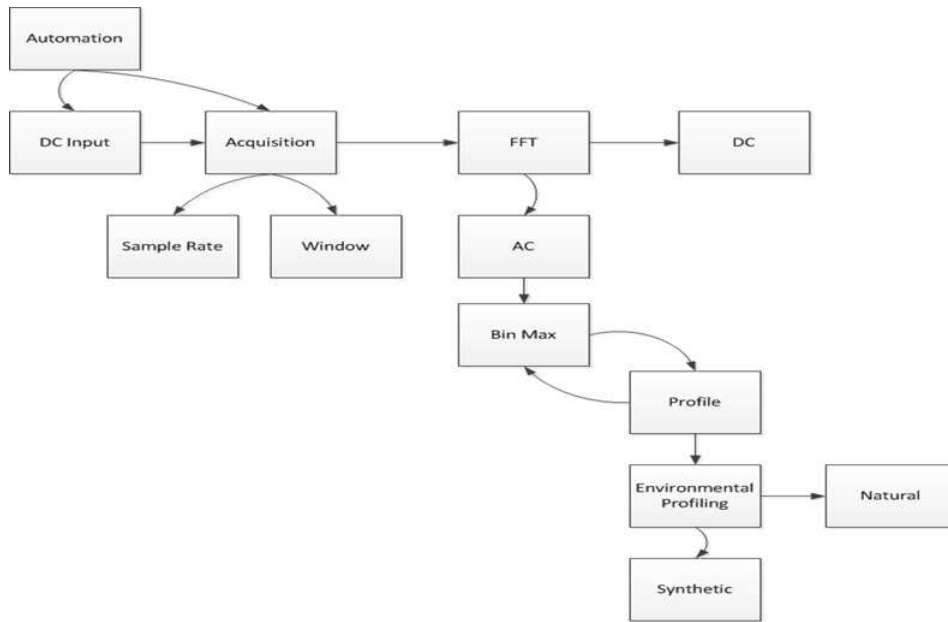 Automation
DC Input
Acquisition
FFT
DC
Sample Rate
Window
AC
Bin Max
Profile
Environmental
Profiling
Natural
Synthetic